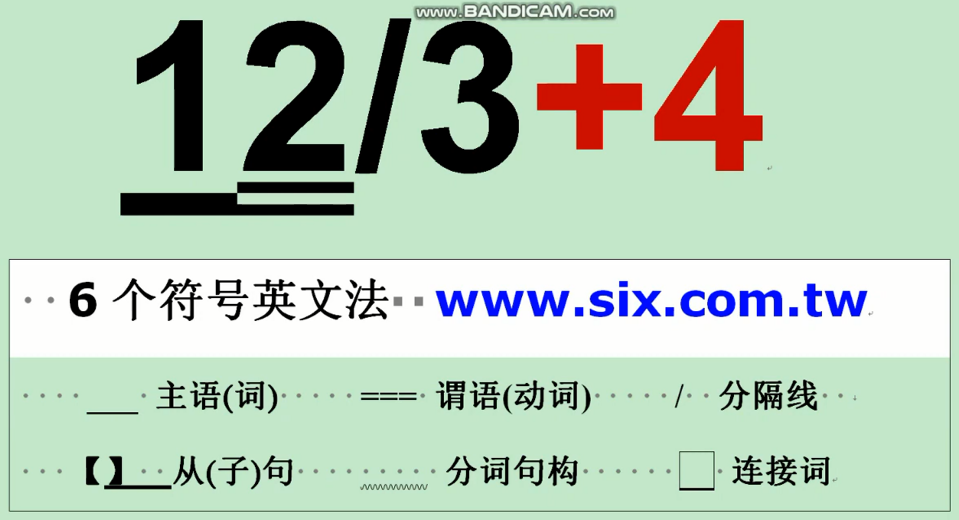 www.BANDICAM.com
12/3+4
6个符号英文法 www.six.com.tw
___ 主语(词) === 谓语(动词) / 分隔线
【】 从(子)句 分词句构 连接词